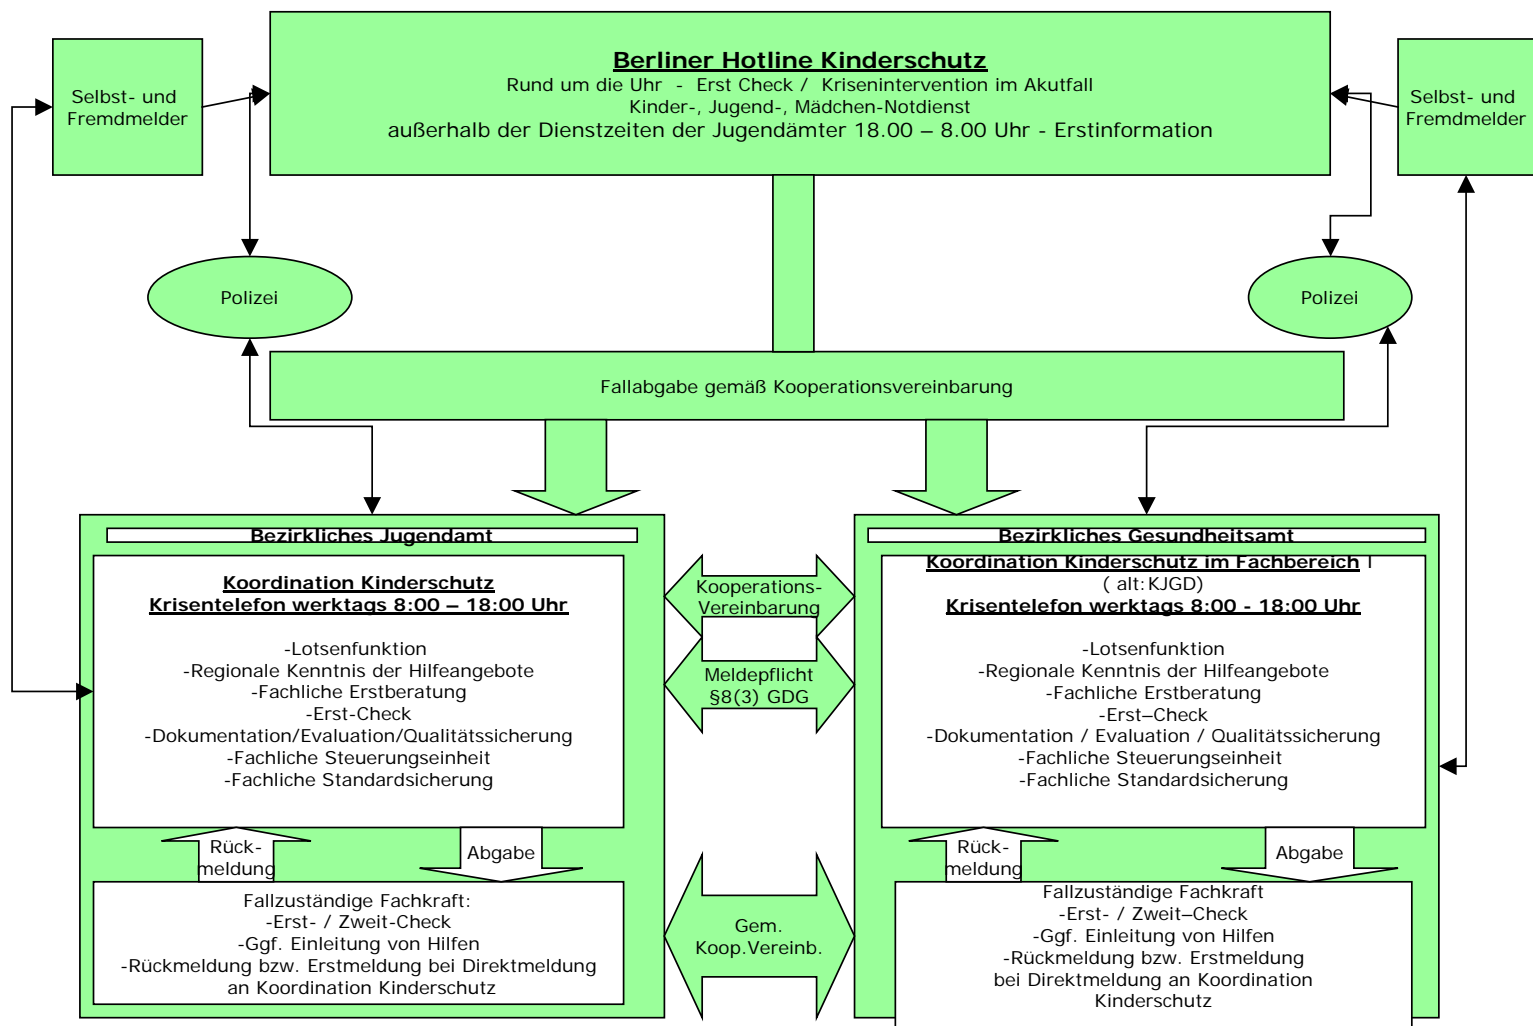 Berliner Hotline Kinderschutz
Rund um die Uhr - Erst Check / Krisenintervention im Akutfall
Kinder-, Jugend-, Mädchen-Notdienst
außerhalb der Dienstzeiten der Jugendämter 18.00 – 8.00 Uhr - Erstinformation
Selbst- und
Fremdmelder
Selbst- und
Fremdmelder
Polizei
Polizei
Fallabgabe gemäß Kooperationsvereinbarung
Bezirkliches Jugendamt
Koordination Kinderschutz
Krisentelefon werktags 8:00 – 18:00 Uhr
-Lotsenfunktion
-Regionale Kenntnis der Hilfeangebote
-Fachliche Erstberatung
-Erst-Check
-Dokumentation/Evaluation/Qualitätssicherung
-Fachliche Steuerungseinheit
-Fachliche Standardsicherung
Rück-
meldung
Abgabe
Fallzuständige Fachkraft:
-Erst- / Zweit-Check
-Ggf. Einleitung von Hilfen
-Rückmeldung bzw. Erstmeldung bei Direktmeldung
an Koordination Kinderschutz
Kooperations-
Vereinbarung
Meldepflicht
§8(3) GDG
Gem.
Koop.Vereinb.
Bezirkliches Gesundheitsamt
Koordination Kinderschutz im Fachbereich I
( alt:KJGD)
Krisentelefon werktags 8:00 - 18:00 Uhr
-Lotsenfunktion
-Regionale Kenntnis der Hilfeangebote
-Fachliche Erstberatung
-Erst–Check
-Dokumentation / Evaluation / Qualitätssicherung
-Fachliche Steuerungseinheit
-Fachliche Standardsicherung
Rück-
meldung
Abgabe
Fallzuständige Fachkraft
-Erst- / Zweit–Check
-Ggf. Einleitung von Hilfen
-Rückmeldung bzw. Erstmeldung
bei Direktmeldung an Koordination
Kinderschutz